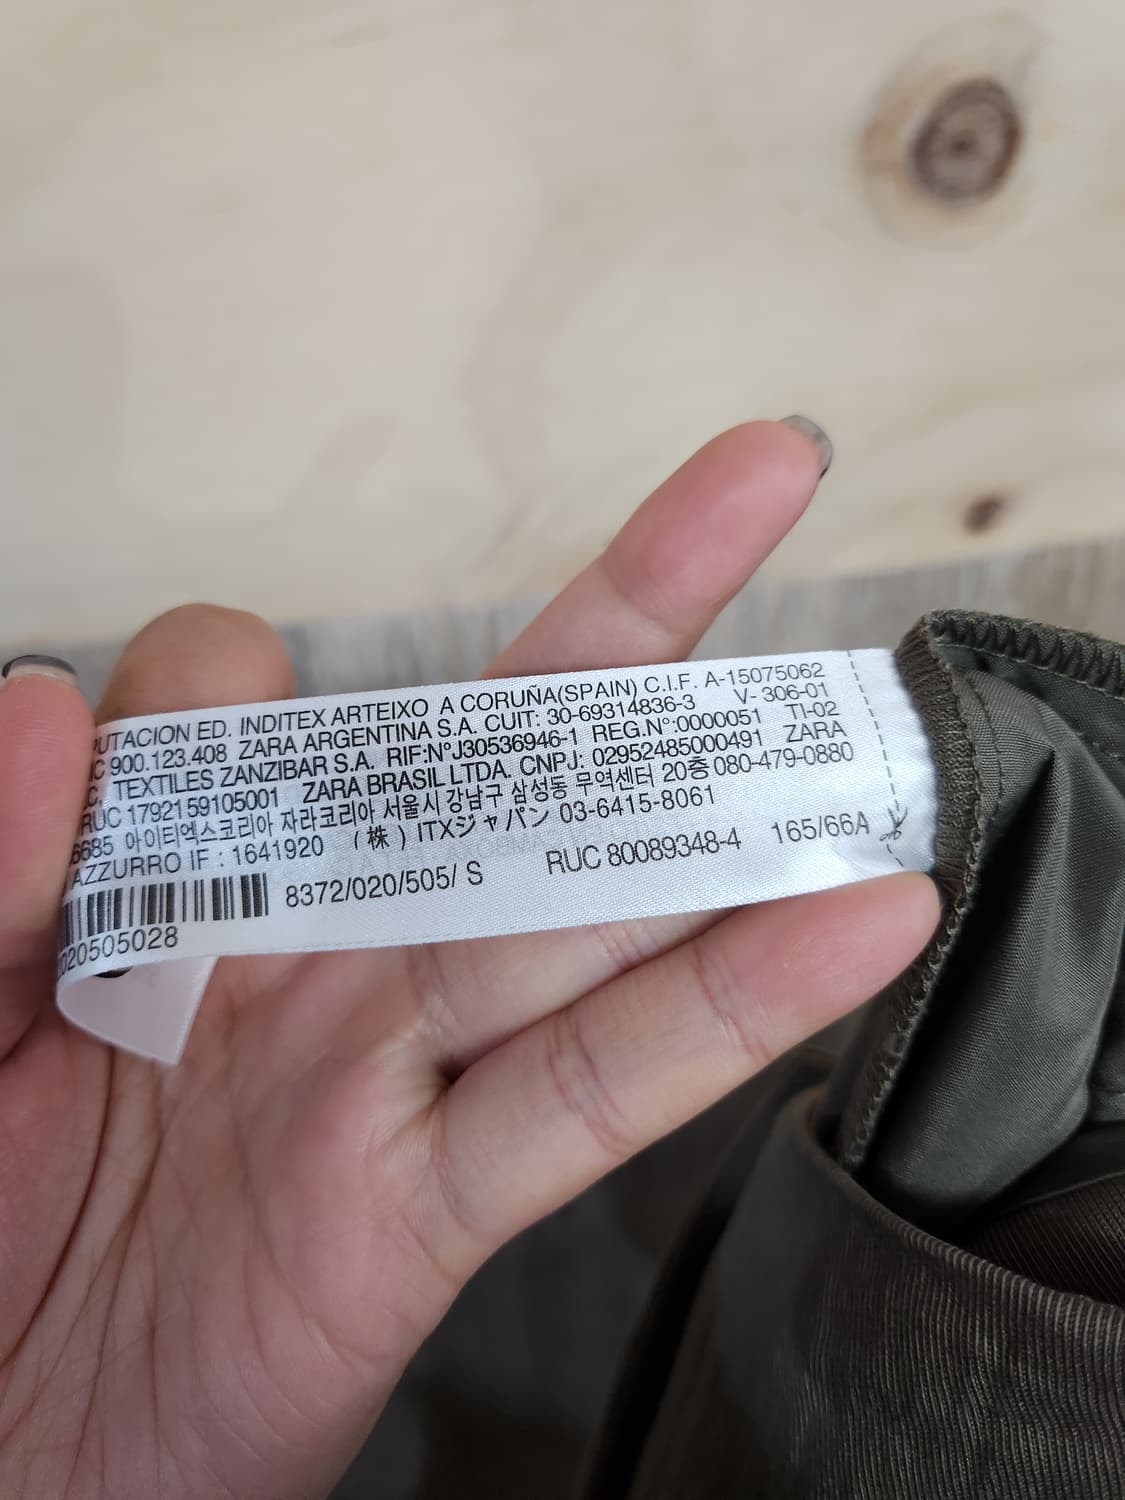 PUTACION ED. INDITEX ARTEIXO A CORUÑA(SPAIN) C.I.F. A-15075062
900.123.408 ZARA ARGENTINA S.A. CUIT: 30-69314836-3 V- 306-01
TEXTILES ZANZIBAR S.A. RIF:N°J30536946-1 REG.N°:0000051 TI-02
RUC 1792159105001 ZARA BRASIL LTDA. CNPJ: 02952485000491 ZARA
6685 아이티엑스코리아 자라코리아 서울시 강남구 삼성동 무역센터 20층 080-479-0880
AZZURRO IF : 1641920 (株) ITXジャパン 03-6415-8061
8372/020/505/ S RUC 80089348-4 165/66A
020505028